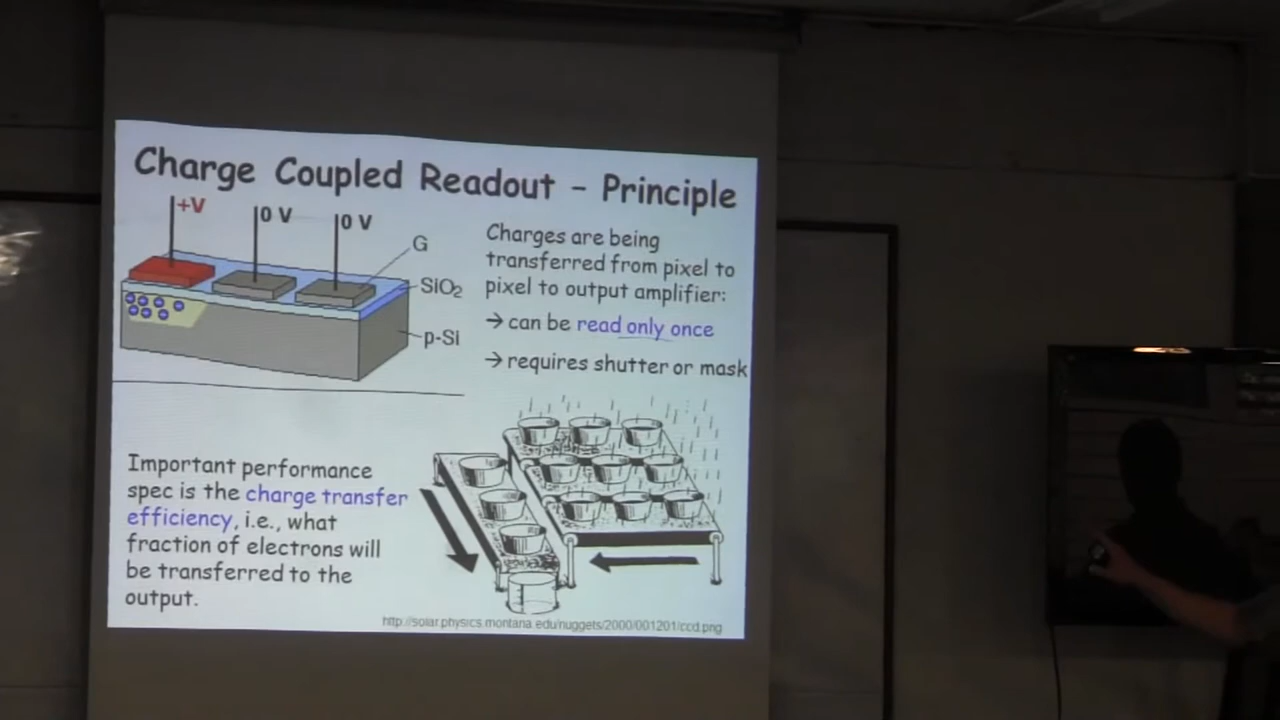 Charge Coupled Readout – Principle
+V
0 V
0 V
G
SiO₂
p-Si
Charges are being
transferred from pixel to
pixel to output amplifier:
→ can be read only once
→ requires shutter or mask
Important performance
spec is the charge transfer
efficiency, i.e., what
fraction of electrons will
be transferred to the
output.
http://solar.physics.montana.edu/nuggets/2000/001201/ccd.png